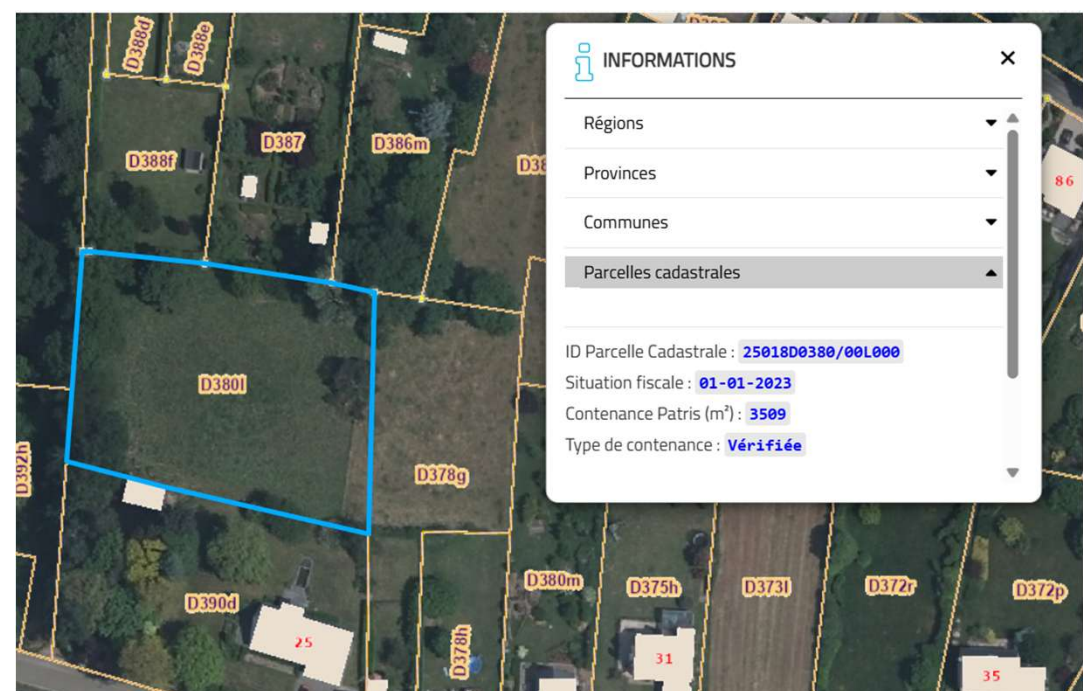 D388d
D388e
D387
D386m
D388f
D38
D380l
D378g
D392h
D390d
25
D378h
D380m
D375h
31
D373l
D372r
D372p
35
86
INFORMATIONS
Régions
Provinces
Communes
Parcelles cadastrales
ID Parcelle Cadastrale : 25018D0380/00L000
Situation fiscale : 01-01-2023
Contenance Patris (m²) : 3509
Type de contenance : Vérifiée